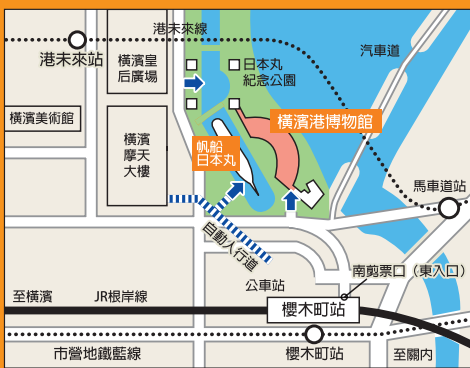 港未來線
港未來站
橫濱皇
后廣場
日本丸
紀念公園
汽車道
橫濱美術館
橫濱港博物館
橫濱
摩天
大樓
帆船
日本丸
馬車道站
自動人行道
南剪票口（東入口）
公車站
至橫濱
JR根岸線
櫻木町站
市營地鐵藍線
櫻木町站
至關内